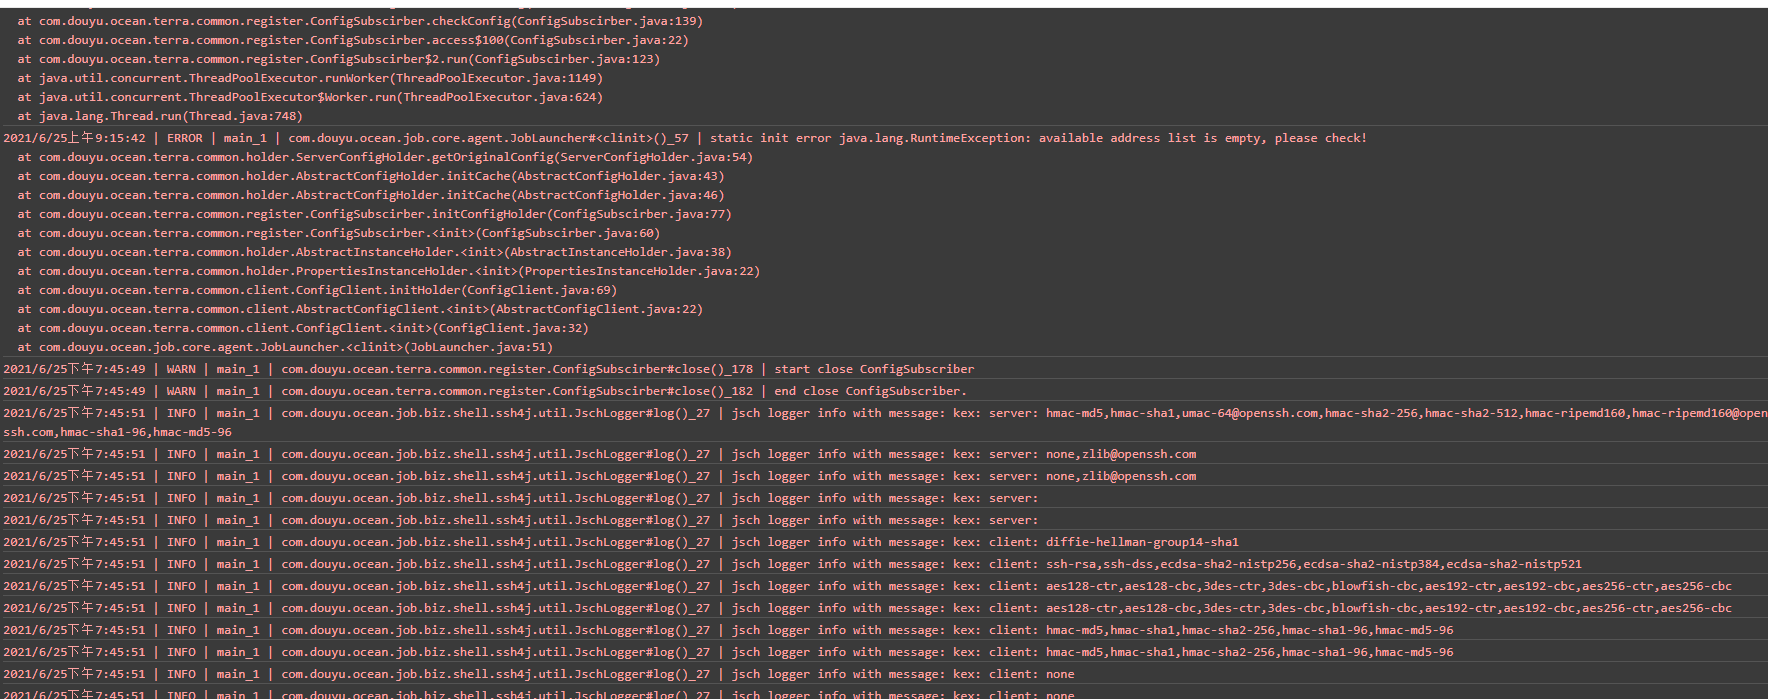 at com.douyu.ocean.terra.common.register.ConfigSubscirber.checkConfig(ConfigSubscirber.java:139)
at com.douyu.ocean.terra.common.register.ConfigSubscirber.access$100(ConfigSubscirber.java:22)
at com.douyu.ocean.terra.common.register.ConfigSubscirber$2.run(ConfigSubscirber.java:123)
at java.util.concurrent.ThreadPoolExecutor.runWorker(ThreadPoolExecutor.java:1149)
at java.util.concurrent.ThreadPoolExecutor$Worker.run(ThreadPoolExecutor.java:624)
at java.lang.Thread.run(Thread.java:748)
2021/6/25上午9:15:42 | ERROR | main_1 | com.douyu.ocean.job.core.agent.JobLauncher#<clinit>()_57 | static init error java.lang.RuntimeException: available address list is empty, please check!
at com.douyu.ocean.terra.common.holder.ServerConfigHolder.getOriginalConfig(ServerConfigHolder.java:54)
at com.douyu.ocean.terra.common.holder.AbstractConfigHolder.initCache(AbstractConfigHolder.java:43)
at com.douyu.ocean.terra.common.holder.AbstractConfigHolder.initCache(AbstractConfigHolder.java:46)
at com.douyu.ocean.terra.common.register.ConfigSubscirber.initConfigHolder(ConfigSubscirber.java:77)
at com.douyu.ocean.terra.common.register.ConfigSubscirber.<init>(ConfigSubscirber.java:60)
at com.douyu.ocean.terra.common.holder.AbstractInstanceHolder.<init>(AbstractInstanceHolder.java:38)
at com.douyu.ocean.terra.common.holder.PropertiesInstanceHolder.<init>(PropertiesInstanceHolder.java:22)
at com.douyu.ocean.terra.common.client.ConfigClient.initHolder(ConfigClient.java:69)
at com.douyu.ocean.terra.common.client.AbstractConfigClient.<init>(AbstractConfigClient.java:22)
at com.douyu.ocean.terra.common.client.ConfigClient.<init>(ConfigClient.java:32)
at com.douyu.ocean.job.core.agent.JobLauncher.<clinit>(JobLauncher.java:51)
2021/6/25下午7:45:49 | WARN | main_1 | com.douyu.ocean.terra.common.register.ConfigSubscirber#close()_178 | start close ConfigSubscriber
2021/6/25下午7:45:49 | WARN | main_1 | com.douyu.ocean.terra.common.register.ConfigSubscirber#close()_182 | end close ConfigSubscriber.
2021/6/25下午7:45:51 | INFO | main_1 | com.douyu.ocean.job.biz.shell.ssh4j.util.JschLogger#log()_27 | jsch logger info with message: kex: server: hmac-md5,hmac-sha1,umac-64@openssh.com,hmac-sha2-256,hmac-sha2-512,hmac-ripemd160,hmac-ripemd160@open
ssh.com,hmac-sha1-96,hmac-md5-96
2021/6/25下午7:45:51 | INFO | main_1 | com.douyu.ocean.job.biz.shell.ssh4j.util.JschLogger#log()_27 | jsch logger info with message: kex: server: none,zlib@openssh.com
2021/6/25下午7:45:51 | INFO | main_1 | com.douyu.ocean.job.biz.shell.ssh4j.util.JschLogger#log()_27 | jsch logger info with message: kex: server: none,zlib@openssh.com
2021/6/25下午7:45:51 | INFO | main_1 | com.douyu.ocean.job.biz.shell.ssh4j.util.JschLogger#log()_27 | jsch logger info with message: kex: server:
2021/6/25下午7:45:51 | INFO | main_1 | com.douyu.ocean.job.biz.shell.ssh4j.util.JschLogger#log()_27 | jsch logger info with message: kex: server:
2021/6/25下午7:45:51 | INFO | main_1 | com.douyu.ocean.job.biz.shell.ssh4j.util.JschLogger#log()_27 | jsch logger info with message: kex: client: diffie-hellman-group14-sha1
2021/6/25下午7:45:51 | INFO | main_1 | com.douyu.ocean.job.biz.shell.ssh4j.util.JschLogger#log()_27 | jsch logger info with message: kex: client: ssh-rsa,ssh-dss,ecdsa-sha2-nistp256,ecdsa-sha2-nistp384,ecdsa-sha2-nistp521
2021/6/25下午7:45:51 | INFO | main_1 | com.douyu.ocean.job.biz.shell.ssh4j.util.JschLogger#log()_27 | jsch logger info with message: kex: client: aes128-ctr,aes128-cbc,3des-ctr,3des-cbc,blowfish-cbc,aes192-ctr,aes192-cbc,aes256-ctr,aes256-cbc
2021/6/25下午7:45:51 | INFO | main_1 | com.douyu.ocean.job.biz.shell.ssh4j.util.JschLogger#log()_27 | jsch logger info with message: kex: client: aes128-ctr,aes128-cbc,3des-ctr,3des-cbc,blowfish-cbc,aes192-ctr,aes192-cbc,aes256-ctr,aes256-cbc
2021/6/25下午7:45:51 | INFO | main_1 | com.douyu.ocean.job.biz.shell.ssh4j.util.JschLogger#log()_27 | jsch logger info with message: kex: client: hmac-md5,hmac-sha1,hmac-sha2-256,hmac-sha1-96,hmac-md5-96
2021/6/25下午7:45:51 | INFO | main_1 | com.douyu.ocean.job.biz.shell.ssh4j.util.JschLogger#log()_27 | jsch logger info with message: kex: client: hmac-md5,hmac-sha1,hmac-sha2-256,hmac-sha1-96,hmac-md5-96
2021/6/25下午7:45:51 | INFO | main_1 | com.douyu.ocean.job.biz.shell.ssh4j.util.JschLogger#log()_27 | jsch logger info with message: kex: client: none
2021/6/25下午7:45:51 | INFO | main_1 | com.douyu.ocean.job.biz.shell.ssh4j.util.JschLogger#log()_27 | jsch logger info with message: kex: client: none